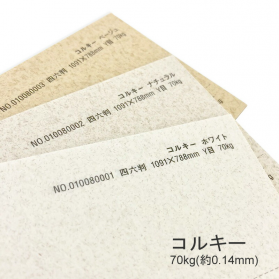 コルキー ベージュ
NO.010080003 四六判 1091×788mm Y目 70kg
コルキー ナチュラル
NO.010080002 四六判 1091×788mm Y目 70kg
コルキー ホワイト
NO.010080001 四六判 1091×788mm Y目 70kg
コルキー
70kg(約0.14mm)